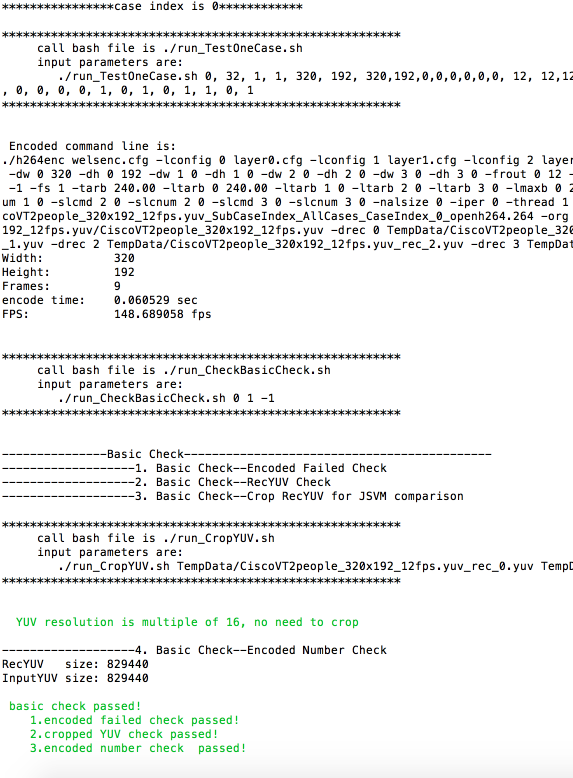 ****************case index is 0************
*********************************************************
call bash file is ./run_TestOneCase.sh
input parameters are:
./run_TestOneCase.sh 0, 32, 1, 1, 320, 192, 320,192,0,0,0,0,0,0, 12, 12,12
, 0, 0, 0, 0, 1, 0, 1, 0, 1, 1, 0, 1
*********************************************************
Encoded command line is:
./h264enc welsenc.cfg -lconfig 0 layer0.cfg -lconfig 1 layer1.cfg -lconfig 2 layer
-dw 0 320 -dh 0 192 -dw 1 0 -dh 1 0 -dw 2 0 -dh 2 0 -dw 3 0 -dh 3 0 -frout 0 12 -
-1 -fs 1 -tarb 240.00 -ltarb 0 240.00 -ltarb 1 0 -ltarb 2 0 -ltarb 3 0 -lmaxb 0 2
um 1 0 -slcmd 2 0 -slcnum 2 0 -slcmd 3 0 -slcnum 3 0 -nalsize 0 -iper 0 -thread 1
coVT2people_320x192_12fps.yuv_SubCaseIndex_AllCases_CaseIndex_0_openh264.264 -org
192_12fps.yuv/CiscoVT2people_320x192_12fps.yuv -drec 0 TempData/CiscoVT2people_320
_1.yuv -drec 2 TempData/CiscoVT2people_320x192_12fps.yuv_rec_2.yuv -drec 3 TempDat
Width: 320
Height: 192
Frames: 9
encode time: 0.060529 sec
FPS: 148.689058 fps
*********************************************************
call bash file is ./run_CheckBasicCheck.sh
input parameters are:
./run_CheckBasicCheck.sh 0 1 -1
*********************************************************
---------------Basic Check--------------------------------------------
-------------------1. Basic Check--Encoded Failed Check
-------------------2. Basic Check--RecYUV Check
-------------------3. Basic Check--Crop RecYUV for JSVM comparison
*********************************************************
call bash file is ./run_CropYUV.sh
input parameters are:
./run_CropYUV.sh TempData/CiscoVT2people_320x192_12fps.yuv_rec_0.yuv TempD
*********************************************************
YUV resolution is multiple of 16, no need to crop
-------------------4. Basic Check--Encoded Number Check
RecYUV size: 829440
InputYUV size: 829440
basic check passed!
1.encoded failed check passed!
2.cropped YUV check passed!
3.encoded number check passed!